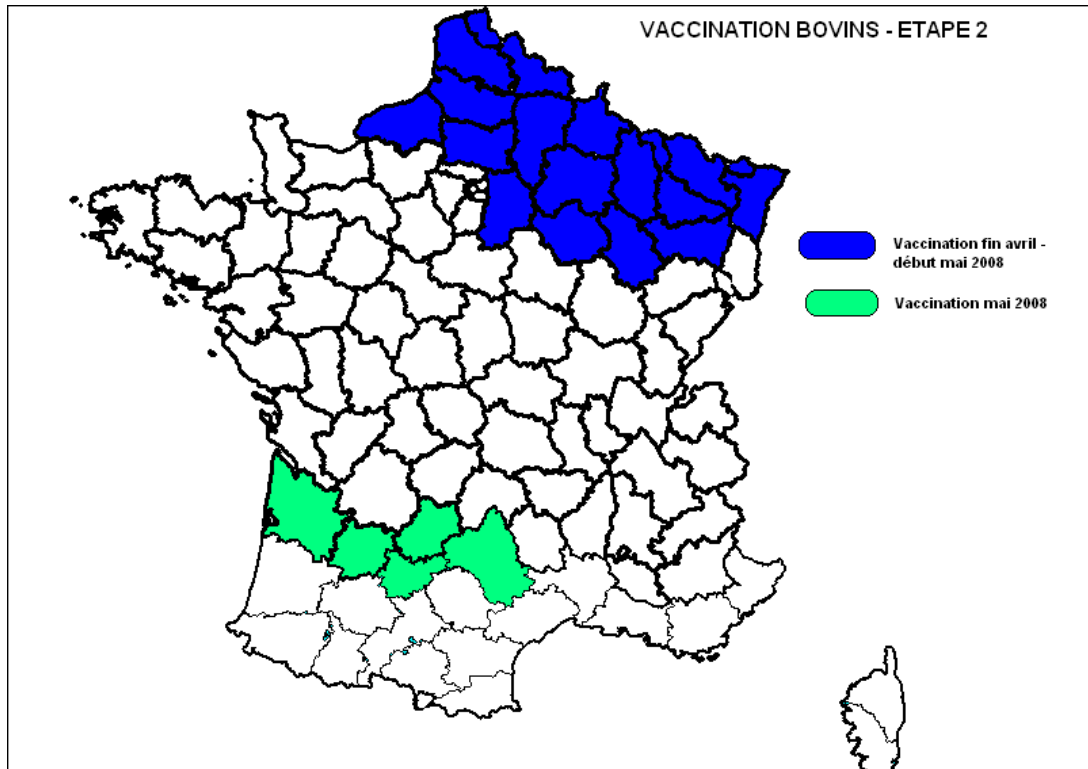 VACCINATION BOVINS - ETAPE 2
Vaccination fin avril -
début mai 2008
Vaccination mai 2008